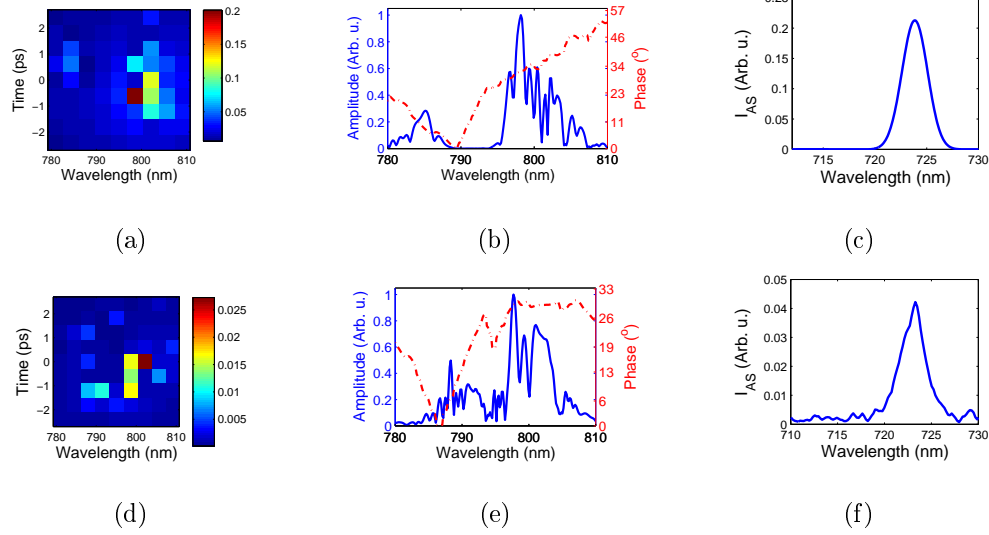 0.2
0.15
0.1
0.05
2
1
0
−1
−2
Time (ps)
780 790 800 810
Wavelength (nm)
(a)
1
0.8
0.6
0.4
0.2
0
Amplitude (Arb. u.)
57
46
34
23
11
0
Phase (°)
780 790 800 810
Wavelength (nm)
(b)
0.2
0.15
0.1
0.05
0
I_AS (Arb. u.)
715 720 725 730
Wavelength (nm)
(c)
0.025
0.02
0.015
0.01
0.005
2
1
0
−1
−2
Time (ps)
780 790 800 810
Wavelength (nm)
(d)
1
0.8
0.6
0.4
0.2
0
Amplitude (Arb. u.)
33
26
19
13
6
0
Phase (°)
780 790 800 810
Wavelength (nm)
(e)
0.05
0.04
0.03
0.02
0.01
0
I_AS (Arb. u.)
710 715 720 725 730
Wavelength (nm)
(f)